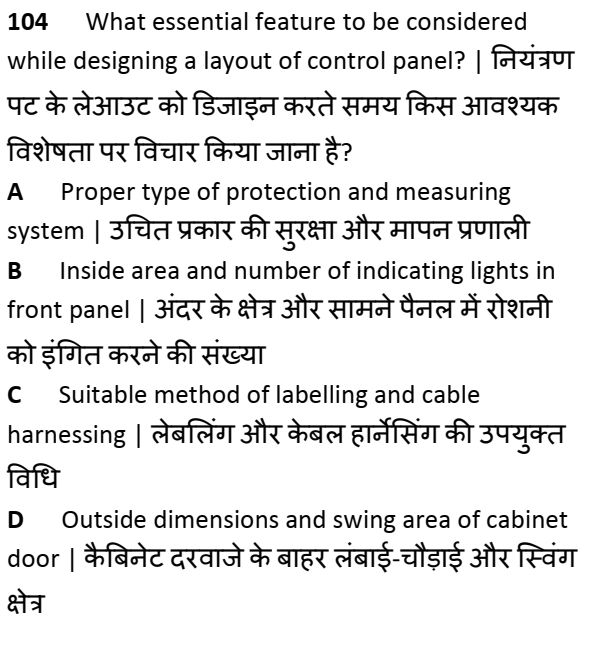 104 What essential feature to be considered
while designing a layout of control panel? | नियंत्रण
पट के लेआउट को डिजाइन करते समय किस आवश्यक
विशेषता पर विचार किया जाना है?
A Proper type of protection and measuring
system | उचित प्रकार की सुरक्षा और मापन प्रणाली
B Inside area and number of indicating lights in
front panel | अंदर के क्षेत्र और सामने पैनल में रोशनी
को इंगित करने की संख्या
C Suitable method of labelling and cable
harnessing | लेबलिंग और केबल हार्नेसिंग की उपयुक्त
विधि
D Outside dimensions and swing area of cabinet
door | कैबिनेट दरवाजे के बाहर लंबाई-चौड़ाई और स्विंग
क्षेत्र